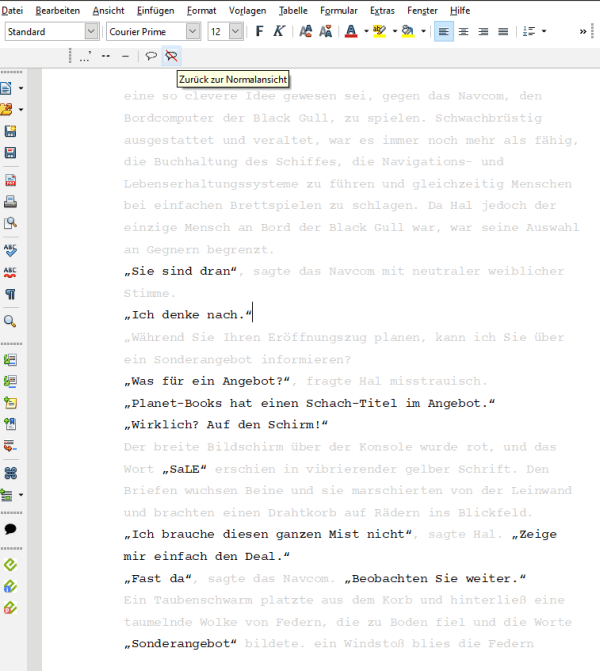 Datei Bearbeiten Ansicht Einfügen Format Vorlagen Tabelle Formular Extras Fenster Hilfe
Standard Courier Prime 12 F K A A A
...’ -- –
Zurück zur Normalansicht
eine so clevere Idee gewesen sei, gegen das Navcom, den
Bordcomputer der Black Gull, zu spielen. Schwachbrüstig
ausgestattet und veraltet, war es immer noch mehr als fähig,
die Buchhaltung des Schiffes, die Navigations- und
Lebenserhaltungssysteme zu führen und gleichzeitig Menschen
bei einfachen Brettspielen zu schlagen. Da Hal jedoch der
einzige Mensch an Bord der Black Gull war, war seine Auswahl
an Gegnern begrenzt.
„Sie sind dran“, sagte das Navcom mit neutraler weiblicher
Stimme.
„Ich denke nach.“
„Während Sie Ihren Eröffnungszug planen, kann ich Sie über
ein Sonderangebot informieren?
„Was für ein Angebot?“, fragte Hal misstrauisch.
„Planet-Books hat einen Schach-Titel im Angebot.“
„Wirklich? Auf den Schirm!“
Der breite Bildschirm über der Konsole wurde rot, und das
Wort „SaLE“ erschien in vibrierender gelber Schrift. Den
Briefen wuchsen Beine und sie marschierten von der Leinwand
und brachten einen Drahtkorb auf Rädern ins Blickfeld.
„Ich brauche diesen ganzen Mist nicht“, sagte Hal. „Zeige
mir einfach den Deal.“
„Fast da“, sagte das Navcom. „Beobachten Sie weiter.“
Ein Taubenschwarm platzte aus dem Korb und hinterließ eine
taumelnde Wolke von Federn, die zu Boden fiel und die Worte
„Sonderangebot“ bildete. ein Windstoß blies die Federn